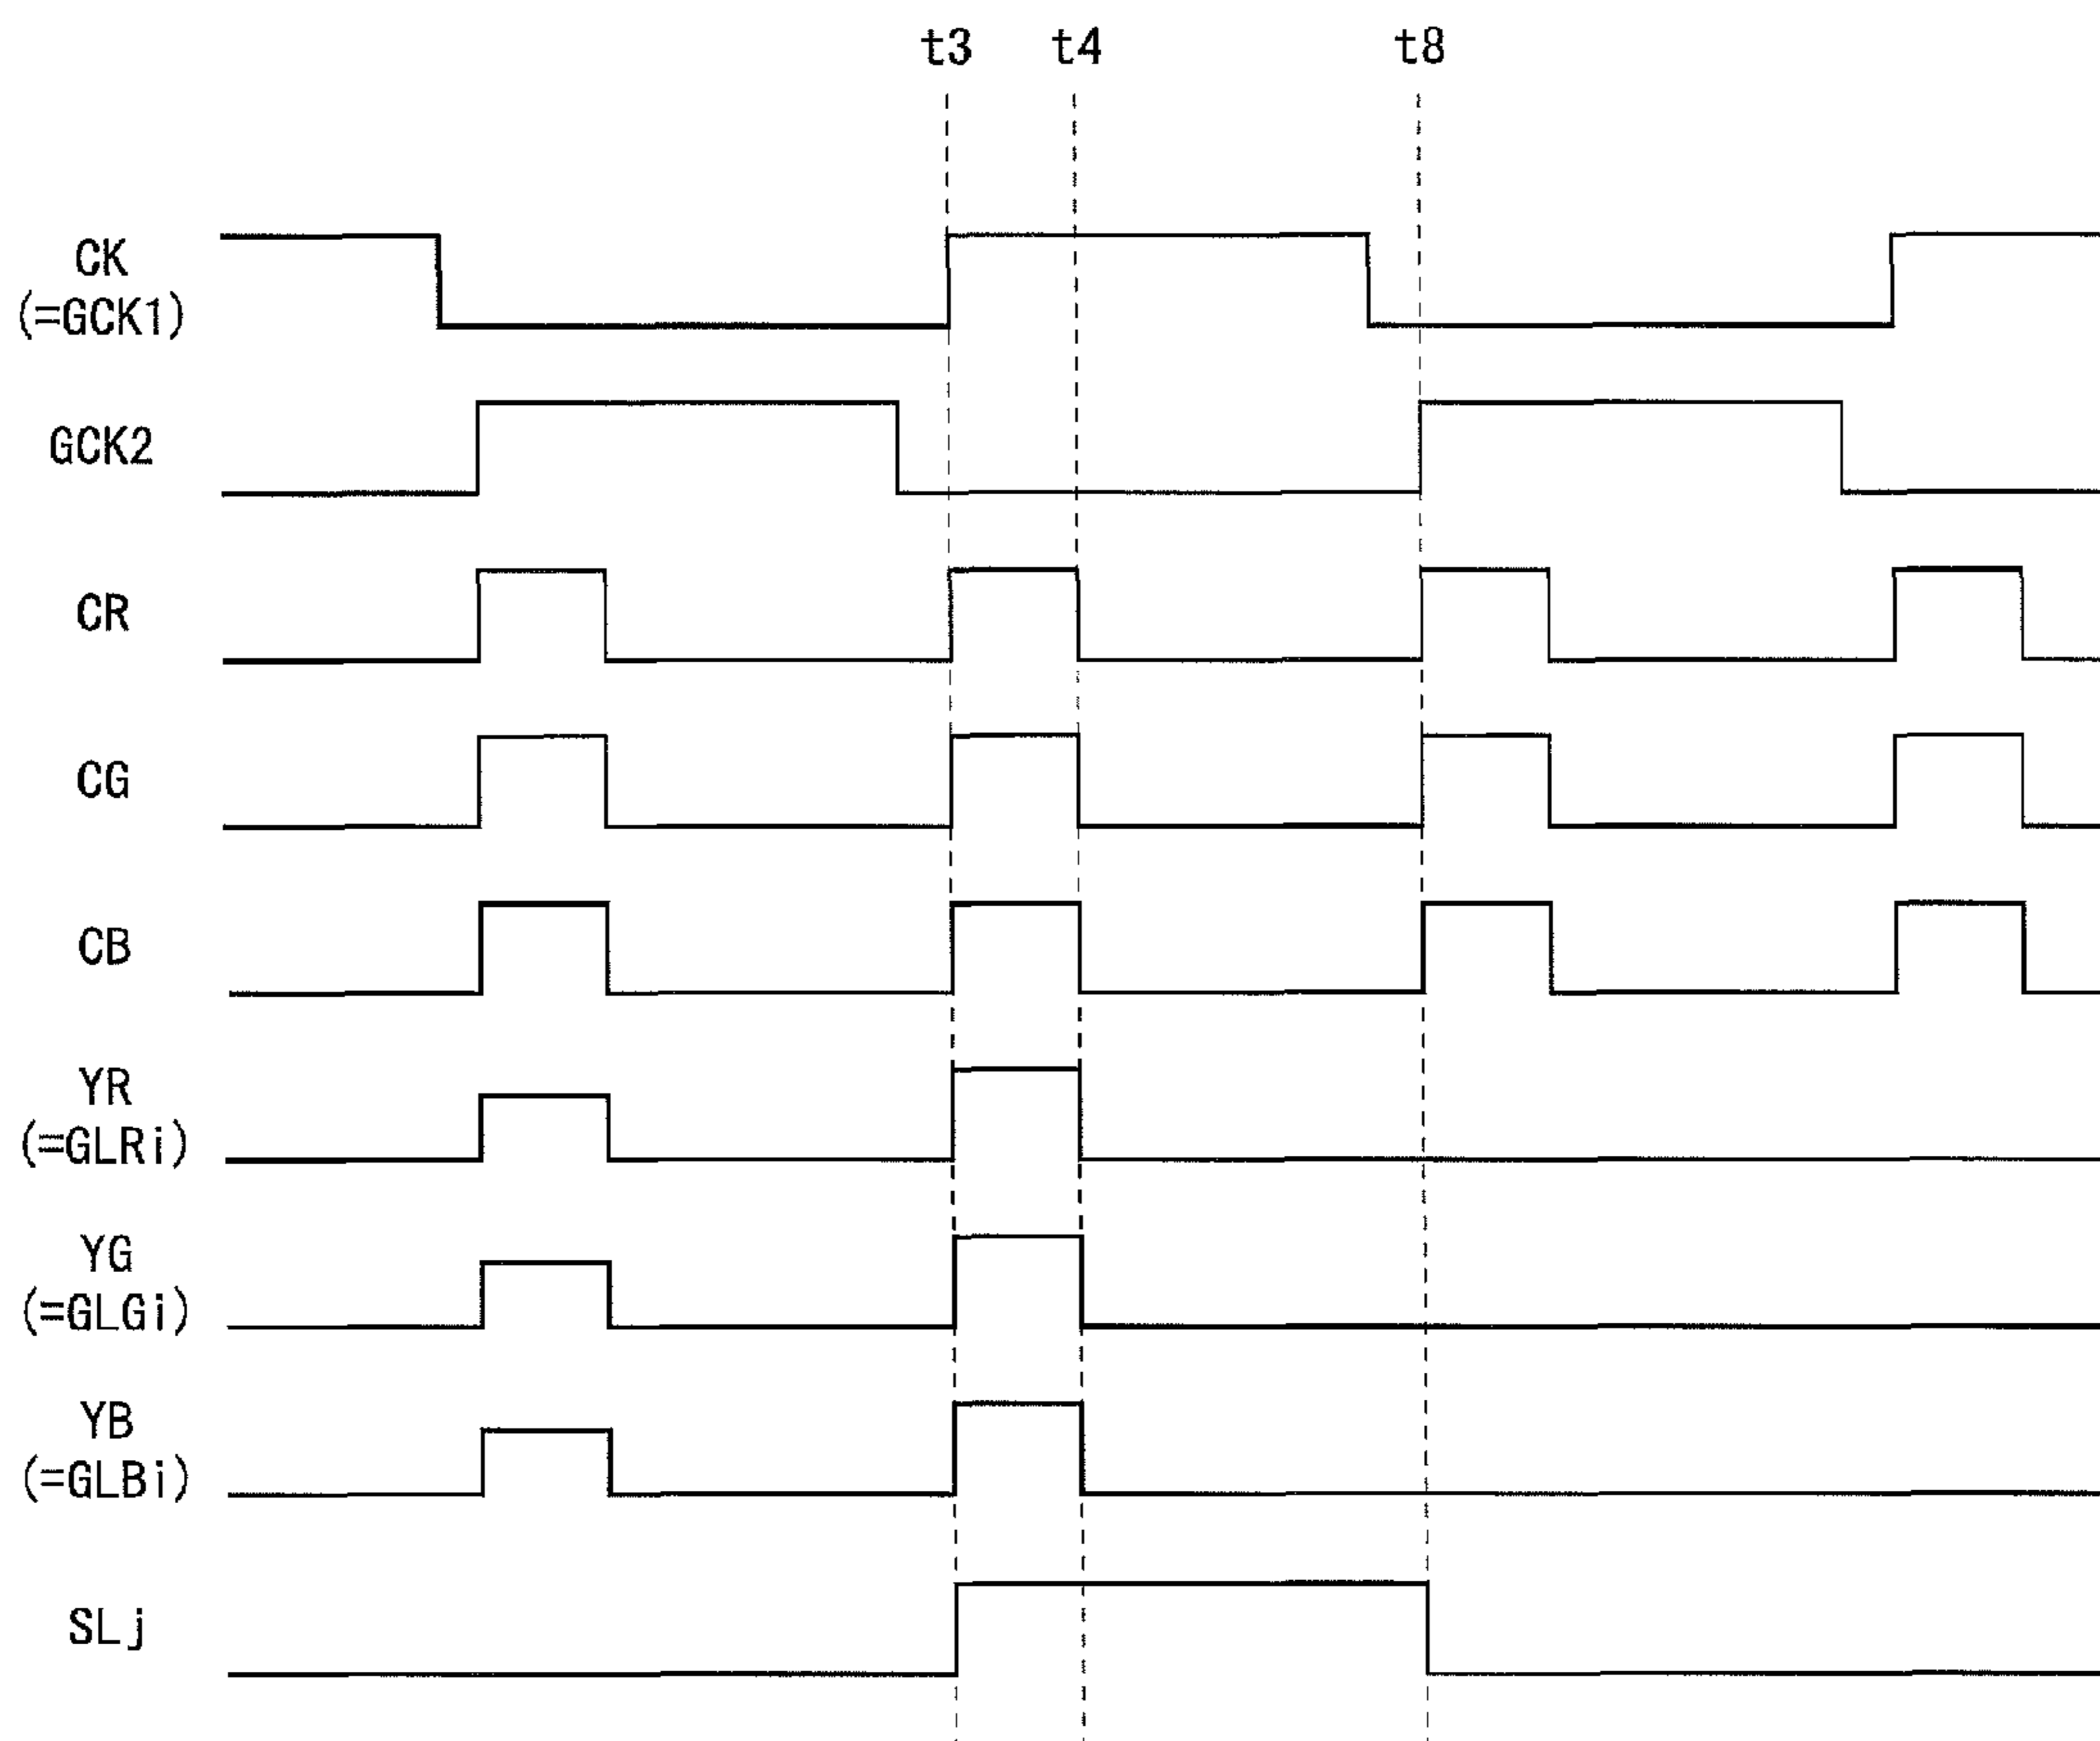 t3 t4 t8
CK
(=GCK1)
GCK2
CR
CG
CB
YR
(=GLRi)
YG
(=GLGi)
YB
(=GLBi)
SLj